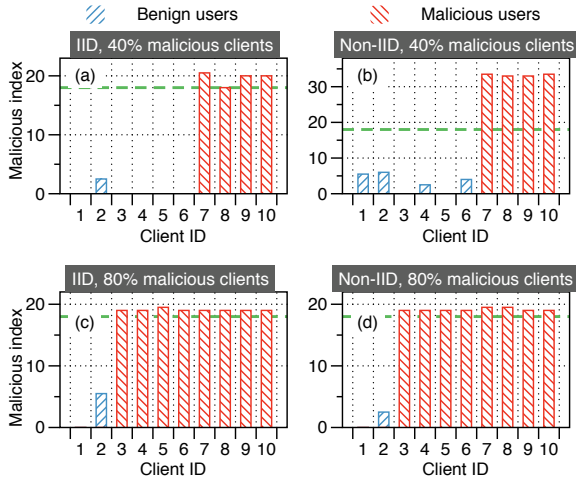 Benign users Malicious users
IID, 40% malicious clients
Non-IID, 40% malicious clients
Malicious index
20
10
0
(a)
1 2 3 4 5 6 7 8 9 10
Client ID
30
20
10
0
(b)
1 2 3 4 5 6 7 8 9 10
Client ID
IID, 80% malicious clients
Non-IID, 80% malicious clients
Malicious index
20
10
0
(c)
1 2 3 4 5 6 7 8 9 10
Client ID
20
10
0
(d)
1 2 3 4 5 6 7 8 9 10
Client ID